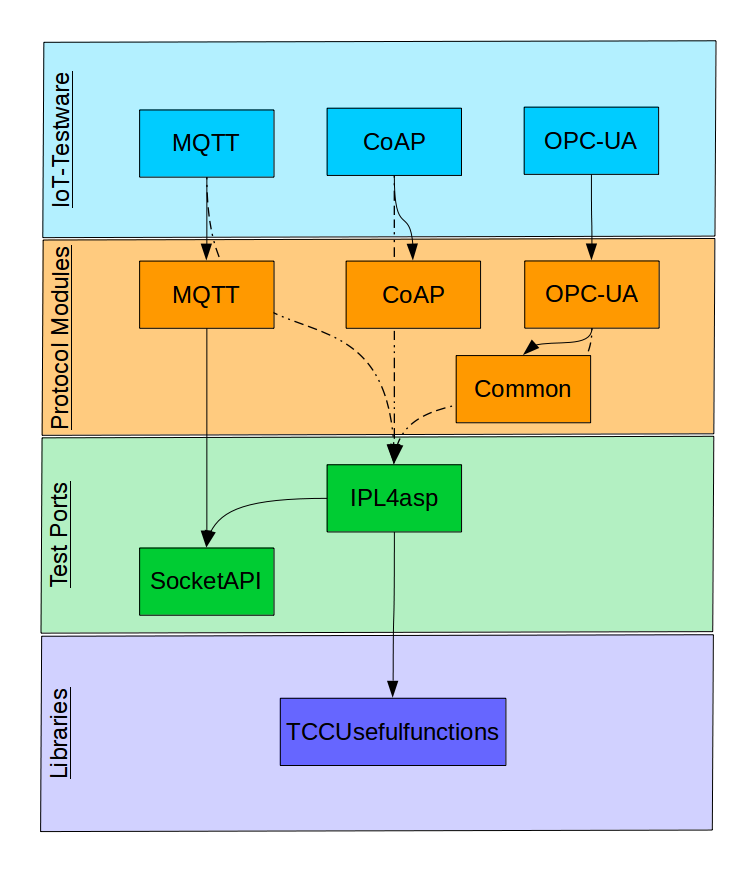 IoT-Testware
MQTT
CoAP
OPC-UA
Protocol Modules
MQTT
CoAP
OPC-UA
Common
Test Ports
IPL4asp
SocketAPI
Libraries
TCCUsefulfunctions